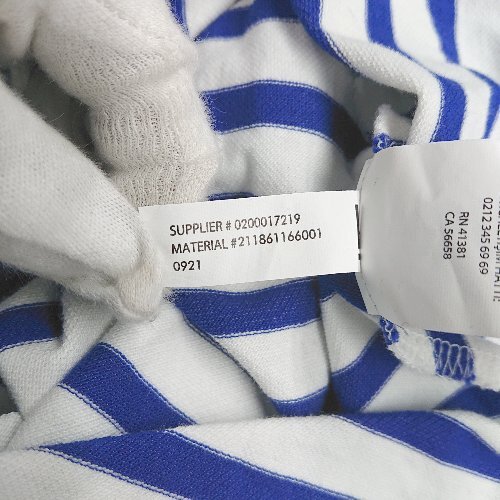 SUPPLIER # 0200017219
MATERIAL #211861166001
0921
0212 345 69 69
RN 41381
CA 56658